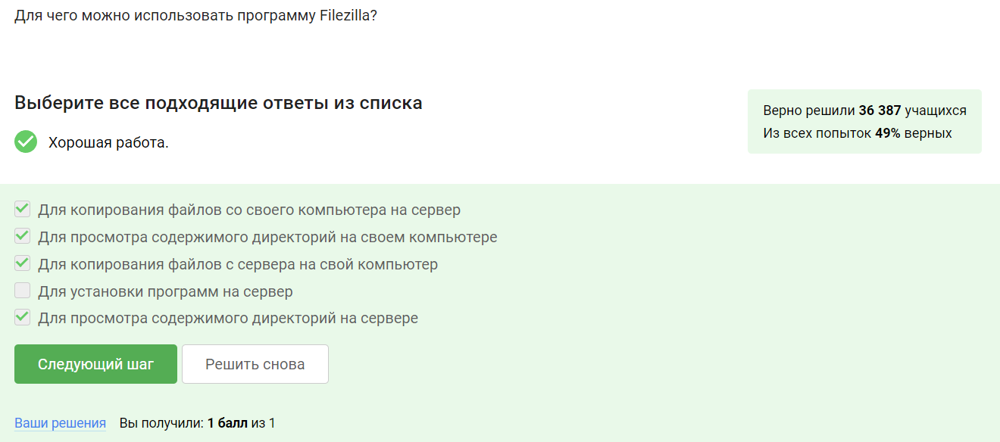 Для чего можно использовать программу Filezilla?
Выберите все подходящие ответы из списка
Верно решили 36 387 учащихся
Из всех попыток 49% верных
Хорошая работа.
Для копирования файлов со своего компьютера на сервер
Для просмотра содержимого директорий на своем компьютере
Для копирования файлов с сервера на свой компьютер
Для установки программ на сервер
Для просмотра содержимого директорий на сервере
Следующий шаг
Решить снова
Ваши решения Вы получили: 1 балл из 1